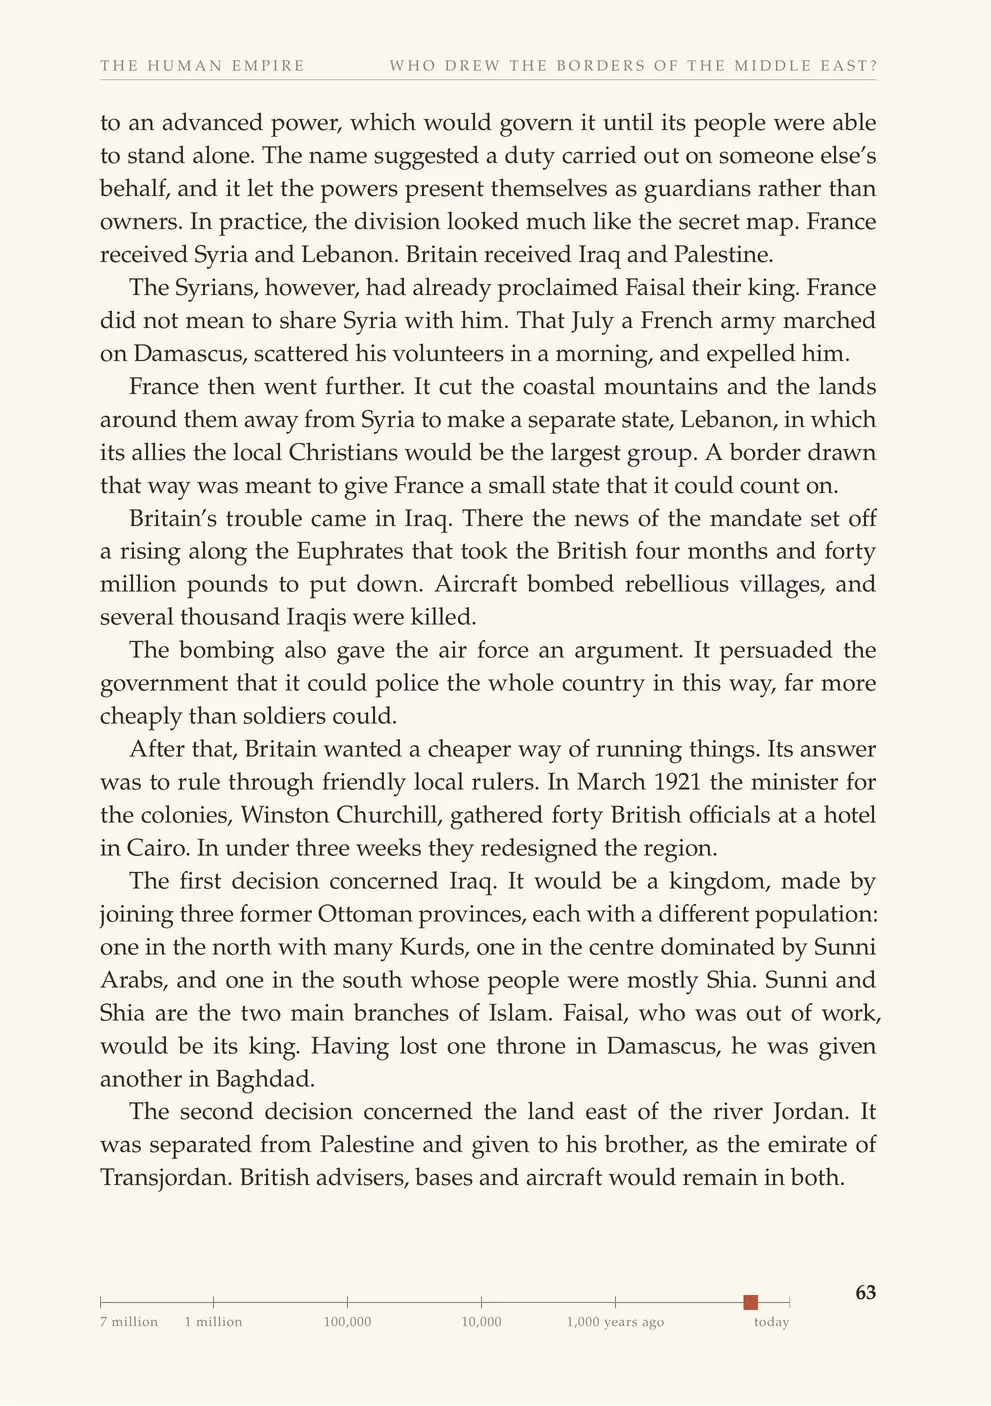 THE HUMAN EMPIRE
WHO DREW THE BORDERS OF THE MIDDLE EAST?
to an advanced power, which would govern it until its people were able
to stand alone. The name suggested a duty carried out on someone else’s
behalf, and it let the powers present themselves as guardians rather than
owners. In practice, the division looked much like the secret map. France
received Syria and Lebanon. Britain received Iraq and Palestine.
The Syrians, however, had already proclaimed Faisal their king. France
did not mean to share Syria with him. That July a French army marched
on Damascus, scattered his volunteers in a morning, and expelled him.
France then went further. It cut the coastal mountains and the lands
around them away from Syria to make a separate state, Lebanon, in which
its allies the local Christians would be the largest group. A border drawn
that way was meant to give France a small state that it could count on.
Britain’s trouble came in Iraq. There the news of the mandate set off
a rising along the Euphrates that took the British four months and forty
million pounds to put down. Aircraft bombed rebellious villages, and
several thousand Iraqis were killed.
The bombing also gave the air force an argument. It persuaded the
government that it could police the whole country in this way, far more
cheaply than soldiers could.
After that, Britain wanted a cheaper way of running things. Its answer
was to rule through friendly local rulers. In March 1921 the minister for
the colonies, Winston Churchill, gathered forty British officials at a hotel
in Cairo. In under three weeks they redesigned the region.
The first decision concerned Iraq. It would be a kingdom, made by
joining three former Ottoman provinces, each with a different population:
one in the north with many Kurds, one in the centre dominated by Sunni
Arabs, and one in the south whose people were mostly Shia. Sunni and
Shia are the two main branches of Islam. Faisal, who was out of work,
would be its king. Having lost one throne in Damascus, he was given
another in Baghdad.
The second decision concerned the land east of the river Jordan. It
was separated from Palestine and given to his brother, as the emirate of
Transjordan. British advisers, bases and aircraft would remain in both.
63
7 million 1 million 100,000 10,000 1,000 years ago today